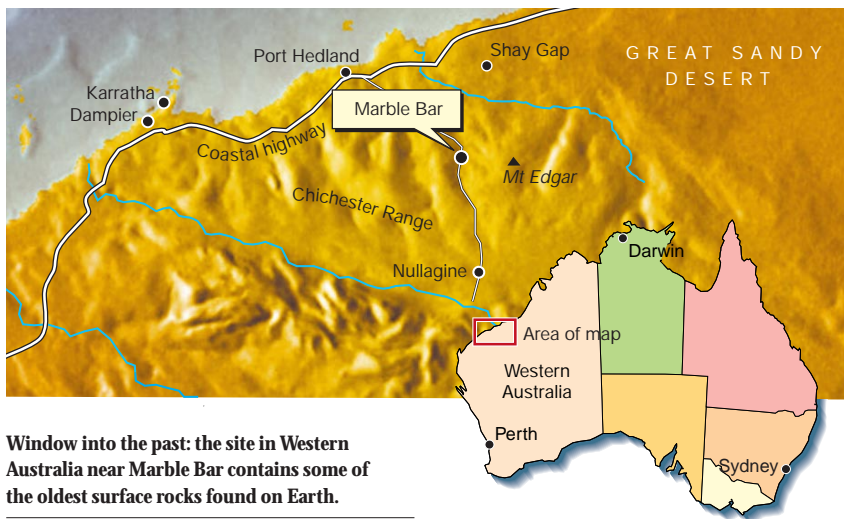 Port Hedland
Shay Gap
GREAT SANDY
DESERT
Karratha
Dampier
Marble Bar
Coastal highway
Mt Edgar
Chichester Range
Nullagine
Darwin
Area of map
Western
Australia
Perth
Sydney
Window into the past: the site in Western
Australia near Marble Bar contains some of
the oldest surface rocks found on Earth.